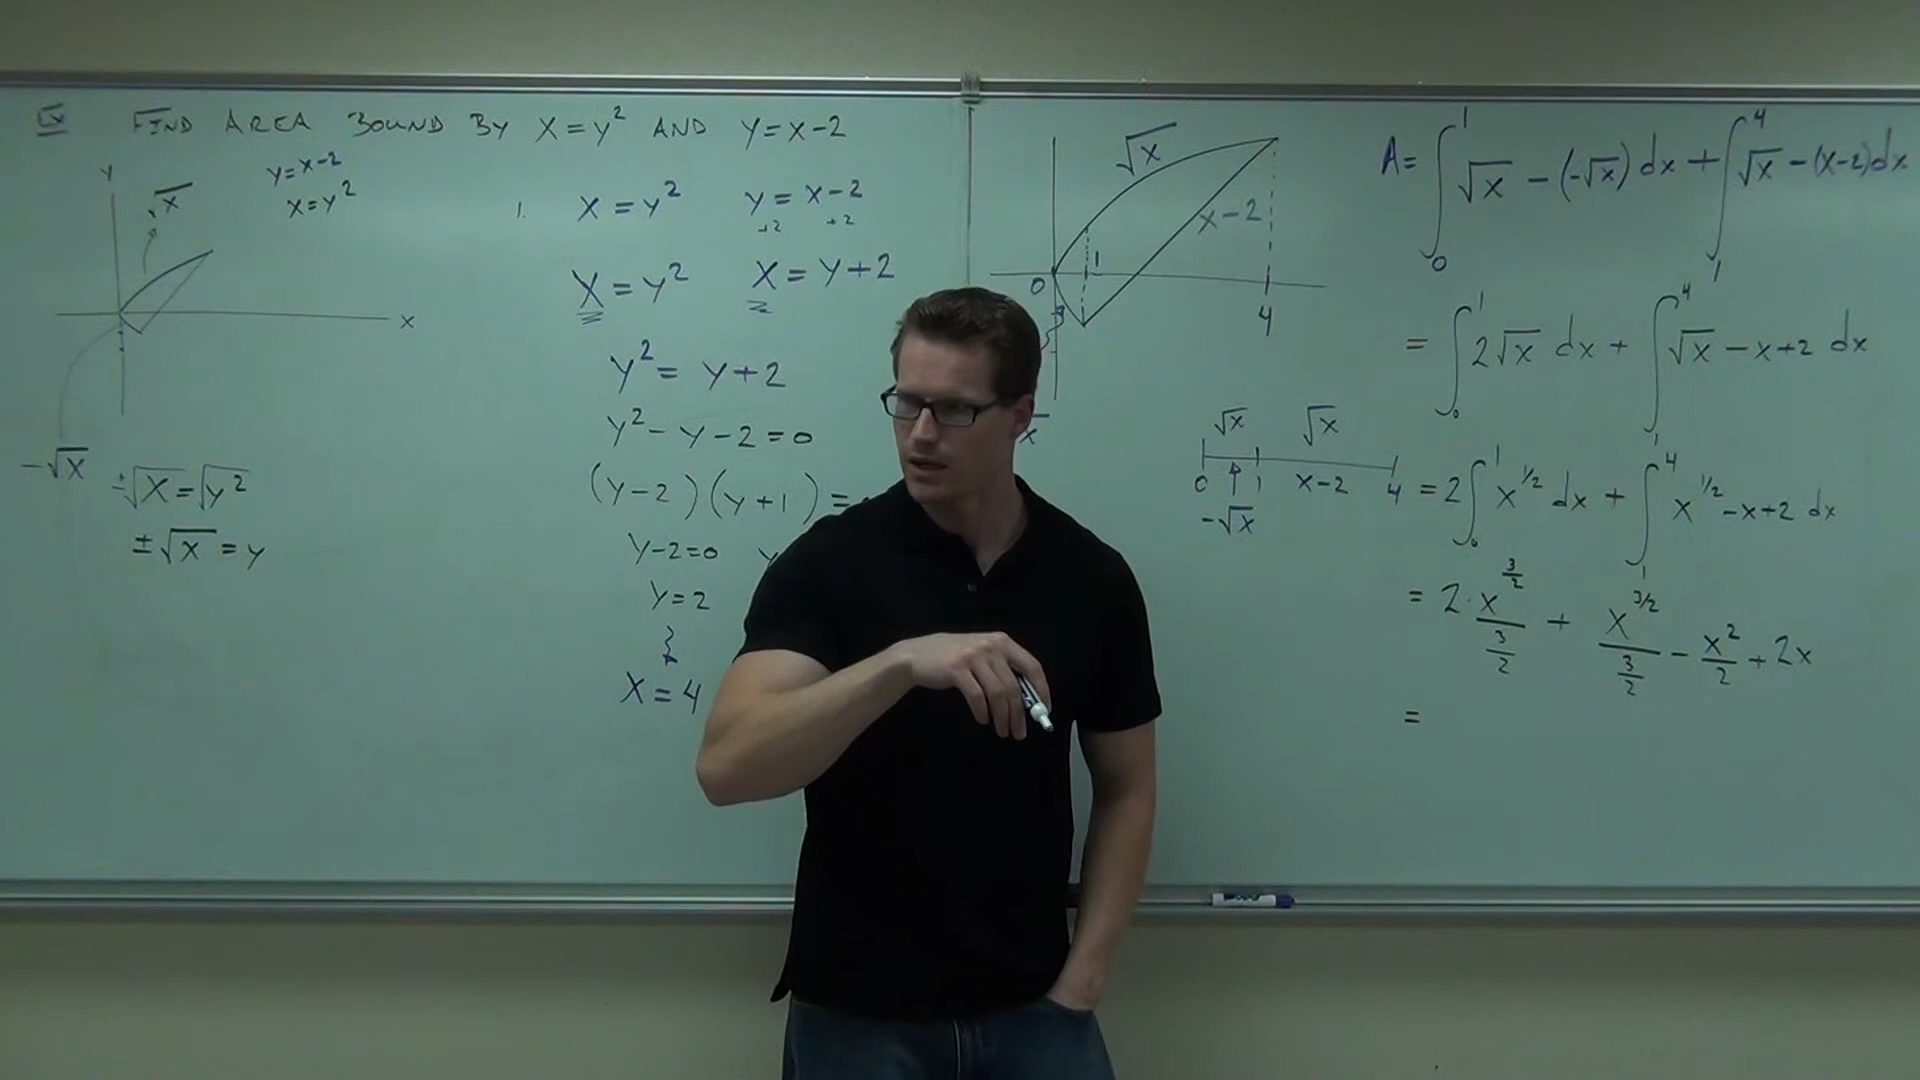 Ex FIND AREA BOUND BY X = y² AND Y = X-2
Y
√x
y = x-2
x = y²
X
-√x
±√x = √y²
±√x = y
1. X = y² y = x-2
+2 +2
X = y² X = Y+2
y² = Y+2
y² - y - 2 = 0
(y-2)(y+1) =
y-2=0 y
y=2
X = 4
√x
x-2
0 1 4
x
√x √x
0 1 x-2 4
-√x
A = ∫₀¹ √x - (-√x) dx + ∫₁⁴ √x - (x-2) dx
= ∫₀¹ 2√x dx + ∫₁⁴ √x - x + 2 dx
= 2∫₀¹ x^1/2 dx + ∫₁⁴ x^1/2 - x + 2 dx
= 2 · x^3/2 / 3/2 + x^3/2 / 3/2 - x²/2 + 2x
=